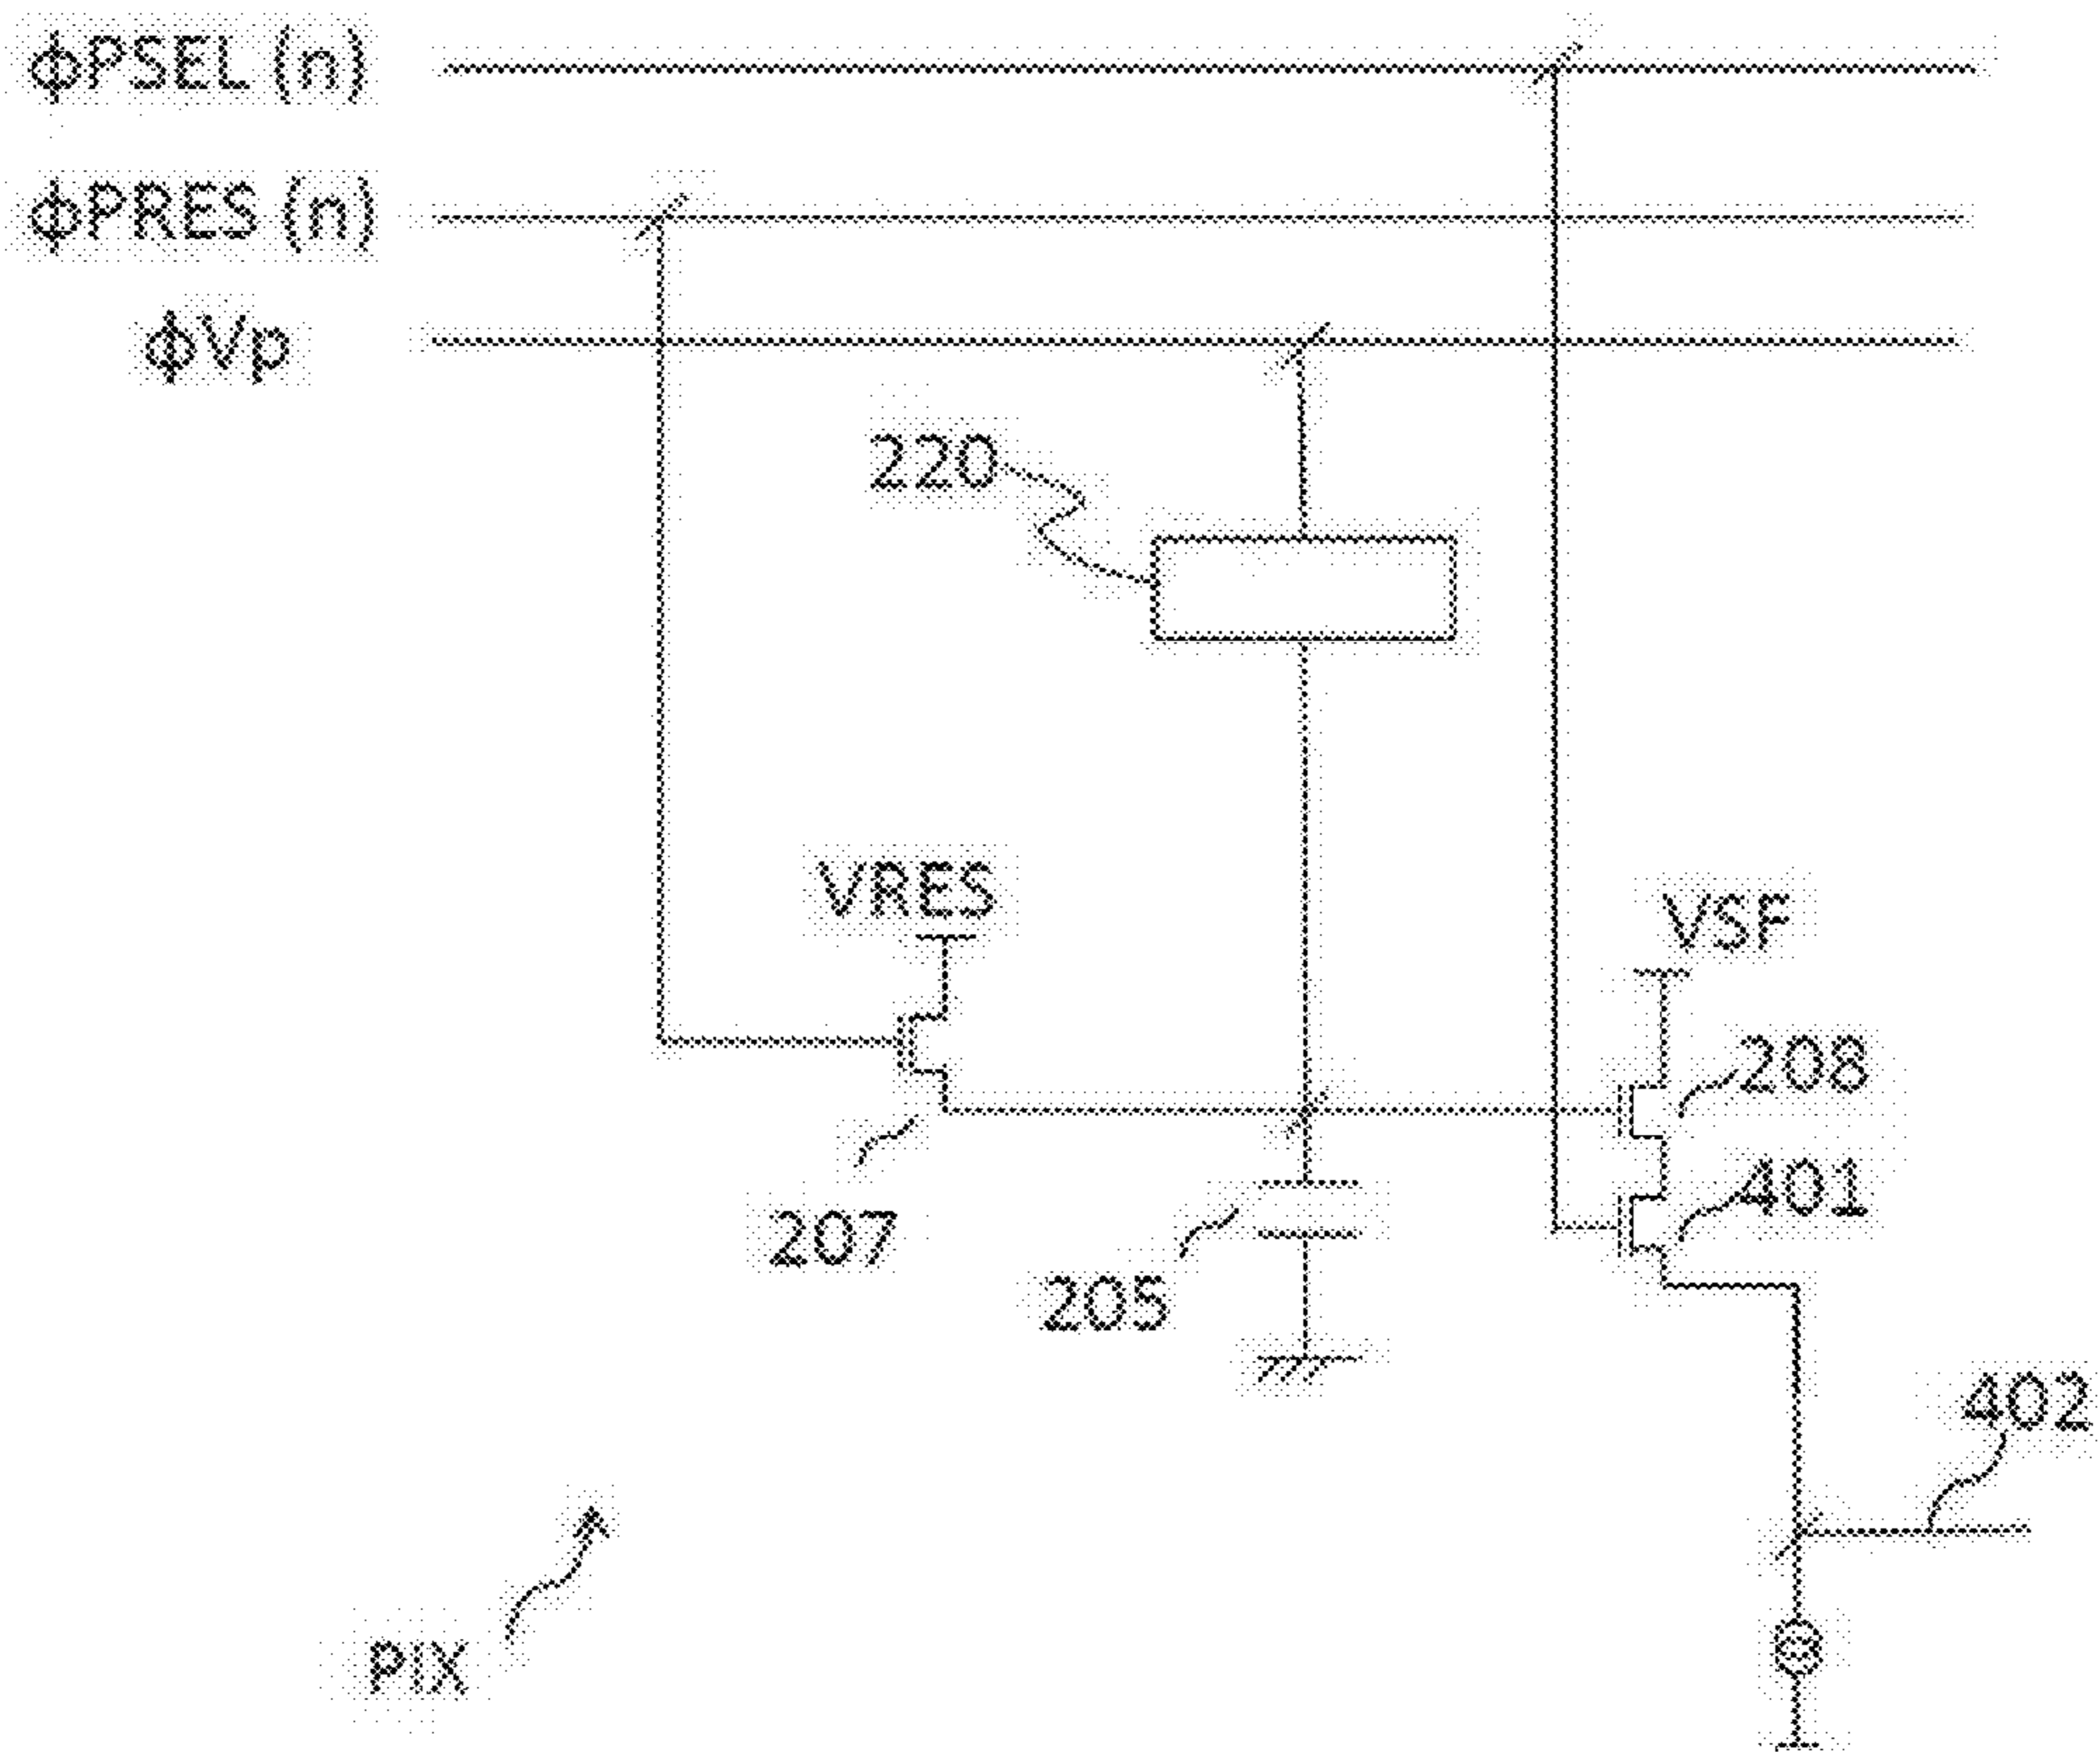 ϕPSEL (n)
ϕPRES (n)
ϕVp
220
VRES
VSF
208
401
207
205
402
PIX